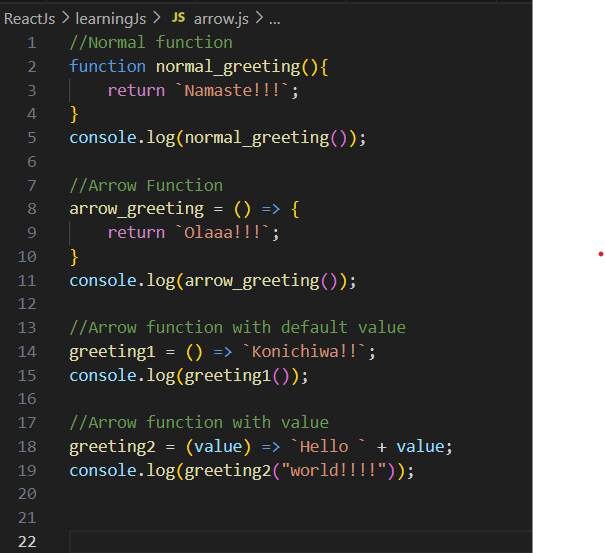 ReactJs > learningJs > JS arrow.js > ...
1 //Normal function
2 function normal_greeting(){
3     return `Namaste!!!`;
4 }
5 console.log(normal_greeting());
6
7 //Arrow Function
8 arrow_greeting = () => {
9     return `Olaaa!!!`;
10 }
11 console.log(arrow_greeting());
12
13 //Arrow function with default value
14 greeting1 = () => `Konichiwa!!`;
15 console.log(greeting1());
16
17 //Arrow function with value
18 greeting2 = (value) => `Hello ` + value;
19 console.log(greeting2("world!!!!"));
20
21
22